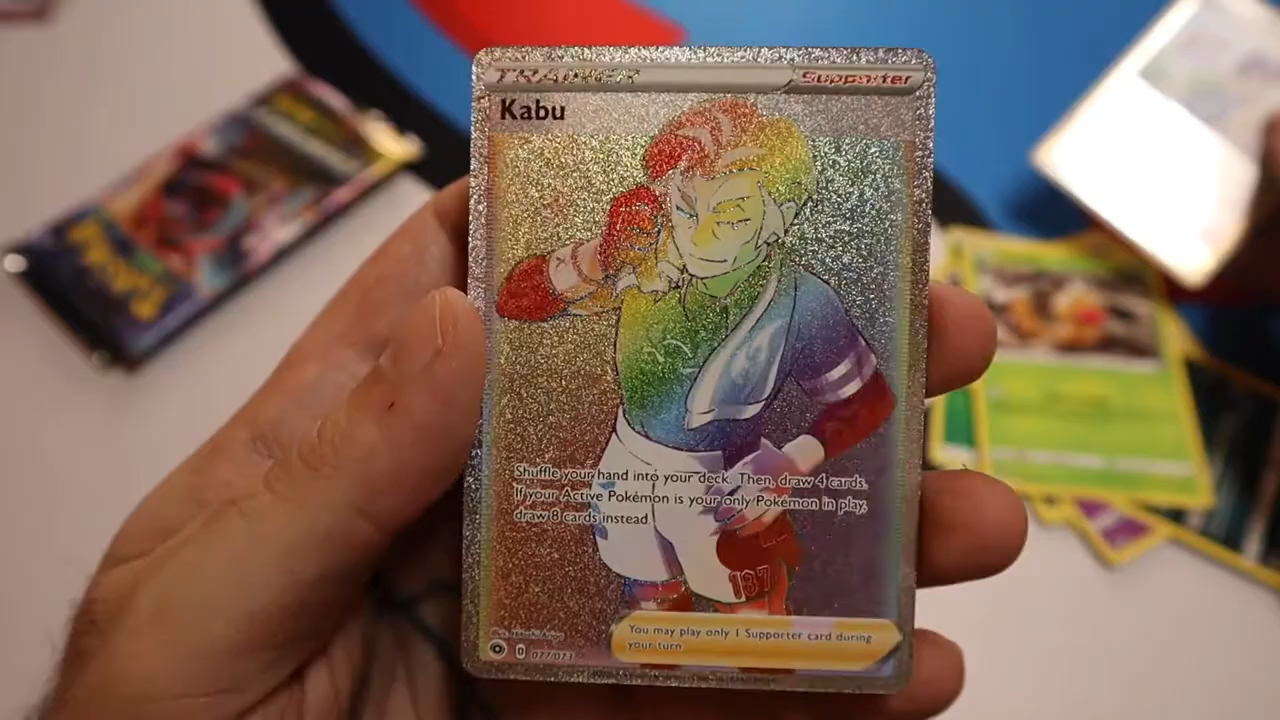 TRAINER
Supporter
Kabu
Shuffle your hand into your deck. Then, draw 4 cards.
If your Active Pokémon is your only Pokémon in play,
draw 8 cards instead.
187
You may play only 1 Supporter card during
your turn.
D 077/073